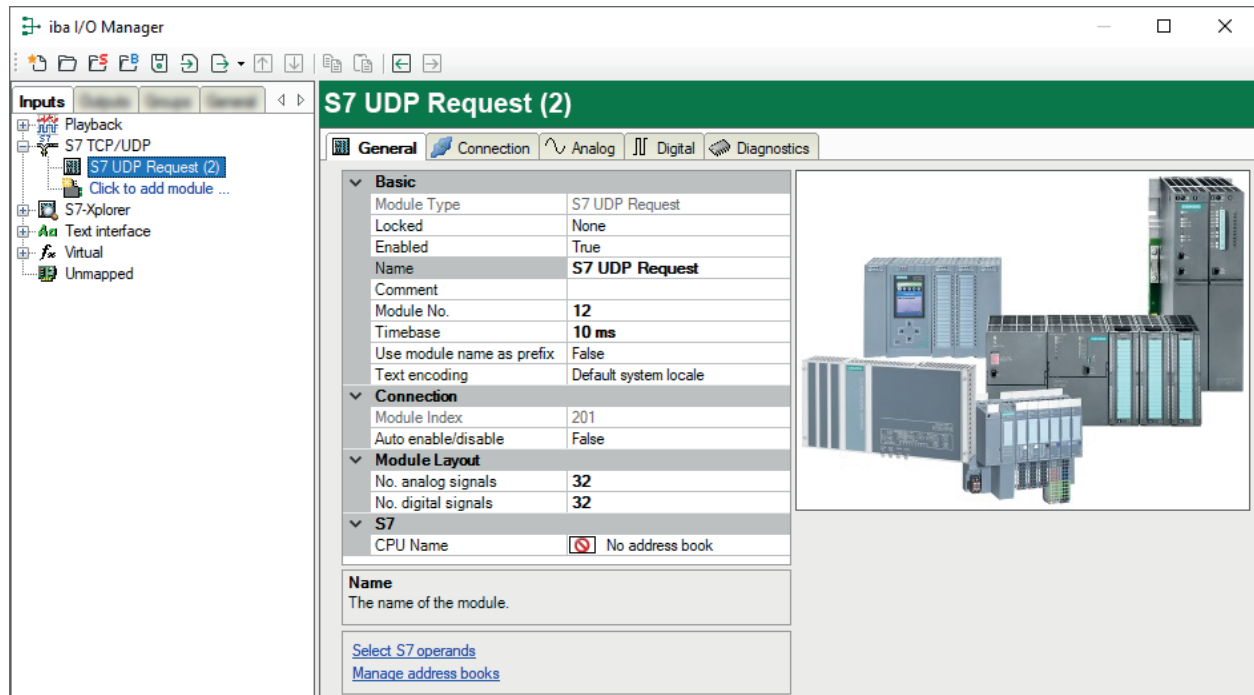 iba I/O Manager
Inputs
Playback
S7 TCP/UDP
S7 UDP Request (2)
Click to add module ...
S7-Xplorer
Text interface
Virtual
Unmapped
S7 UDP Request (2)
General Connection Analog Digital Diagnostics
Basic
Module Type S7 UDP Request
Locked None
Enabled True
Name S7 UDP Request
Comment
Module No. 12
Timebase 10 ms
Use module name as prefix False
Text encoding Default system locale
Connection
Module Index 201
Auto enable/disable False
Module Layout
No. analog signals 32
No. digital signals 32
S7
CPU Name No address book
Name
The name of the module.
Select S7 operands
Manage address books